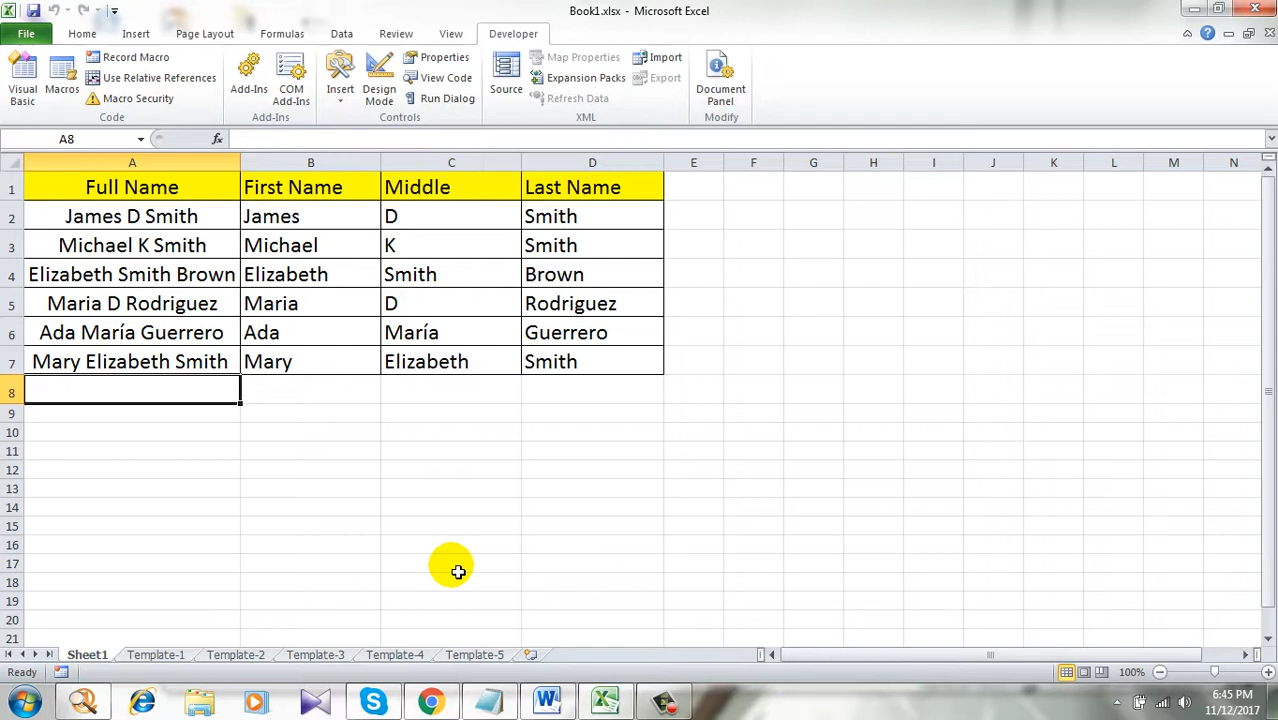 Book1.xlsx - Microsoft Excel
File Home Insert Page Layout Formulas Data Review View Developer
Visual Basic
Macros
Record Macro
Use Relative References
Macro Security
Code
Add-Ins
COM Add-Ins
Add-Ins
Insert
Design Mode
Properties
View Code
Run Dialog
Controls
Source
Map Properties
Expansion Packs
Refresh Data
Import
Export
XML
Document Panel
Modify
A8 fx
A B C D E F G H I J K L M N
1 Full Name First Name Middle Last Name
2 James D Smith James D Smith
3 Michael K Smith Michael K Smith
4 Elizabeth Smith Brown Elizabeth Smith Brown
5 Maria D Rodriguez Maria D Rodriguez
6 Ada María Guerrero Ada María Guerrero
7 Mary Elizabeth Smith Mary Elizabeth Smith
8
9
10
11
12
13
14
15
16
17
18
19
20
21
Sheet1 Template-1 Template-2 Template-3 Template-4 Template-5
Ready 100%
6:45 PM
11/12/2017